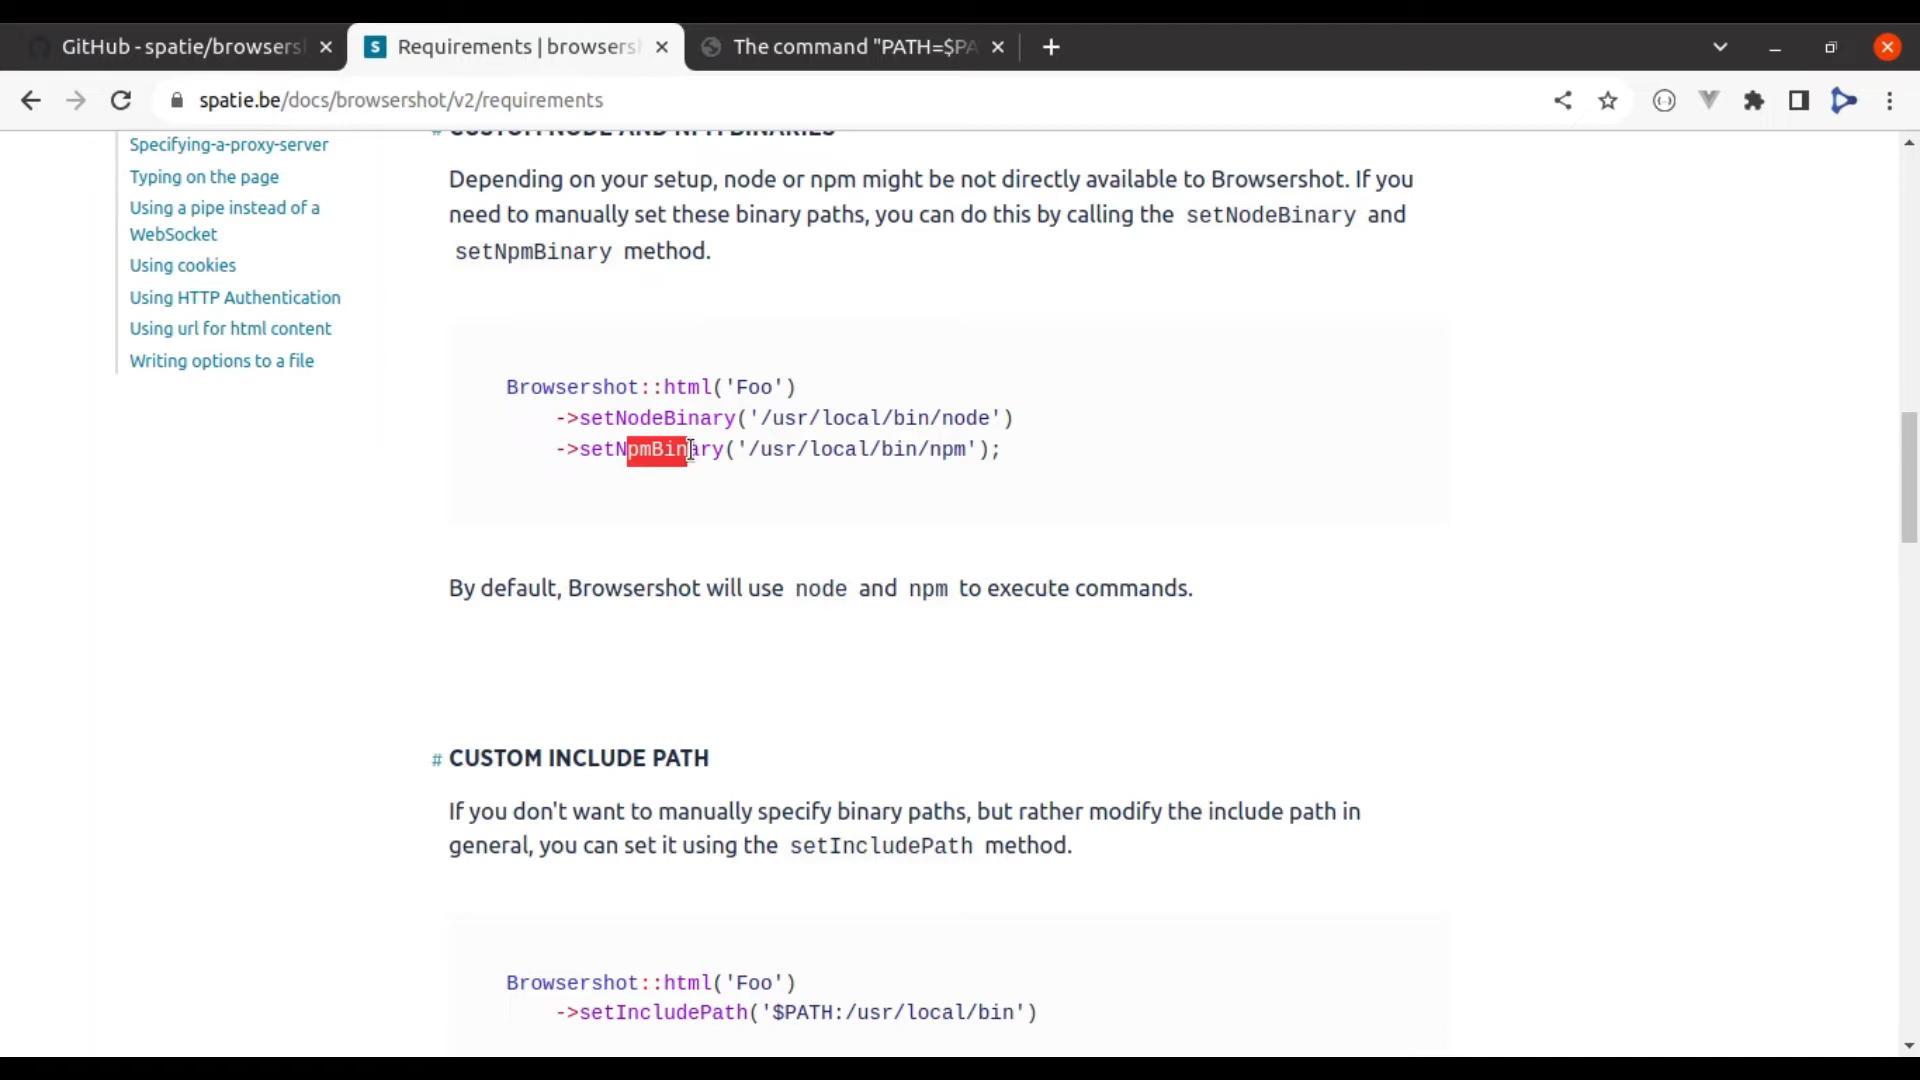 GitHub - spatie/browsers
Requirements | browsersh
The command "PATH=$PA
spatie.be/docs/browsershot/v2/requirements
Specifying-a-proxy-server
Typing on the page
Using a pipe instead of a
WebSocket
Using cookies
Using HTTP Authentication
Using url for html content
Writing options to a file
# CUSTOM NODE AND NPM BINARIES
Depending on your setup, node or npm might be not directly available to Browsershot. If you
need to manually set these binary paths, you can do this by calling the setNodeBinary and
setNpmBinary method.
Browsershot::html('Foo')
->setNodeBinary('/usr/local/bin/node')
->setNpmBinary('/usr/local/bin/npm');
By default, Browsershot will use node and npm to execute commands.
# CUSTOM INCLUDE PATH
If you don't want to manually specify binary paths, but rather modify the include path in
general, you can set it using the setIncludePath method.
Browsershot::html('Foo')
->setIncludePath('$PATH:/usr/local/bin')